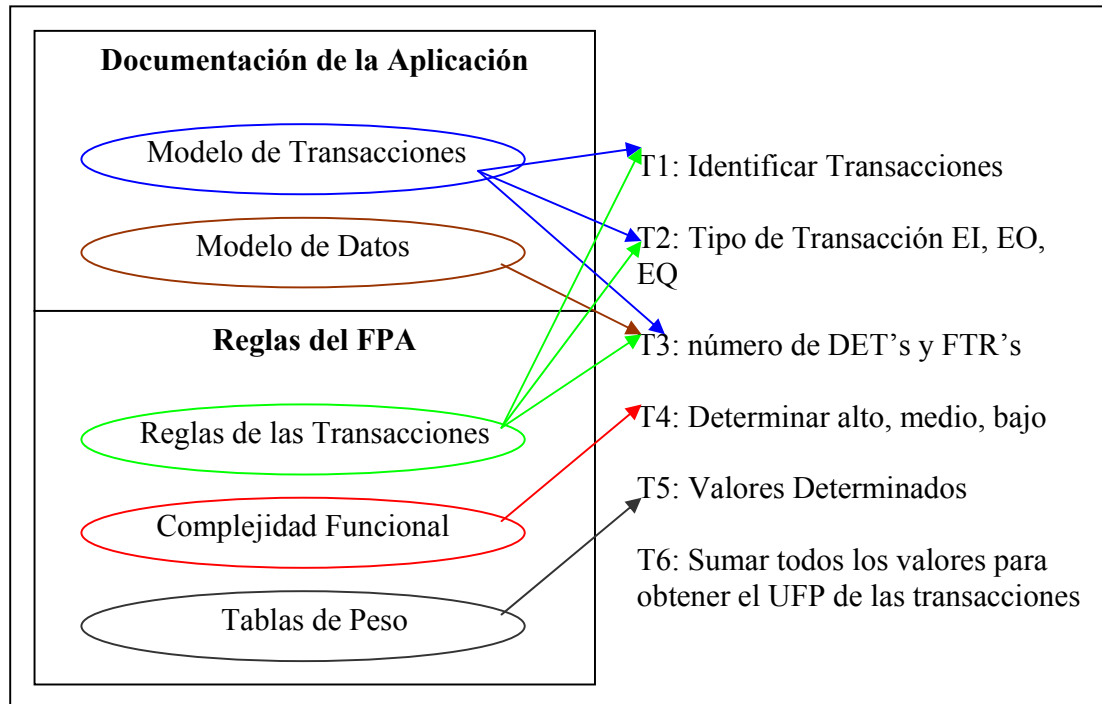 Documentación de la Aplicación
Modelo de Transacciones
Modelo de Datos
Reglas del FPA
Reglas de las Transacciones
Complejidad Funcional
Tablas de Peso
T1: Identificar Transacciones
T2: Tipo de Transacción EI, EO,
EQ
T3: número de DET’s y FTR’s
T4: Determinar alto, medio, bajo
T5: Valores Determinados
T6: Sumar todos los valores para
obtener el UFP de las transacciones